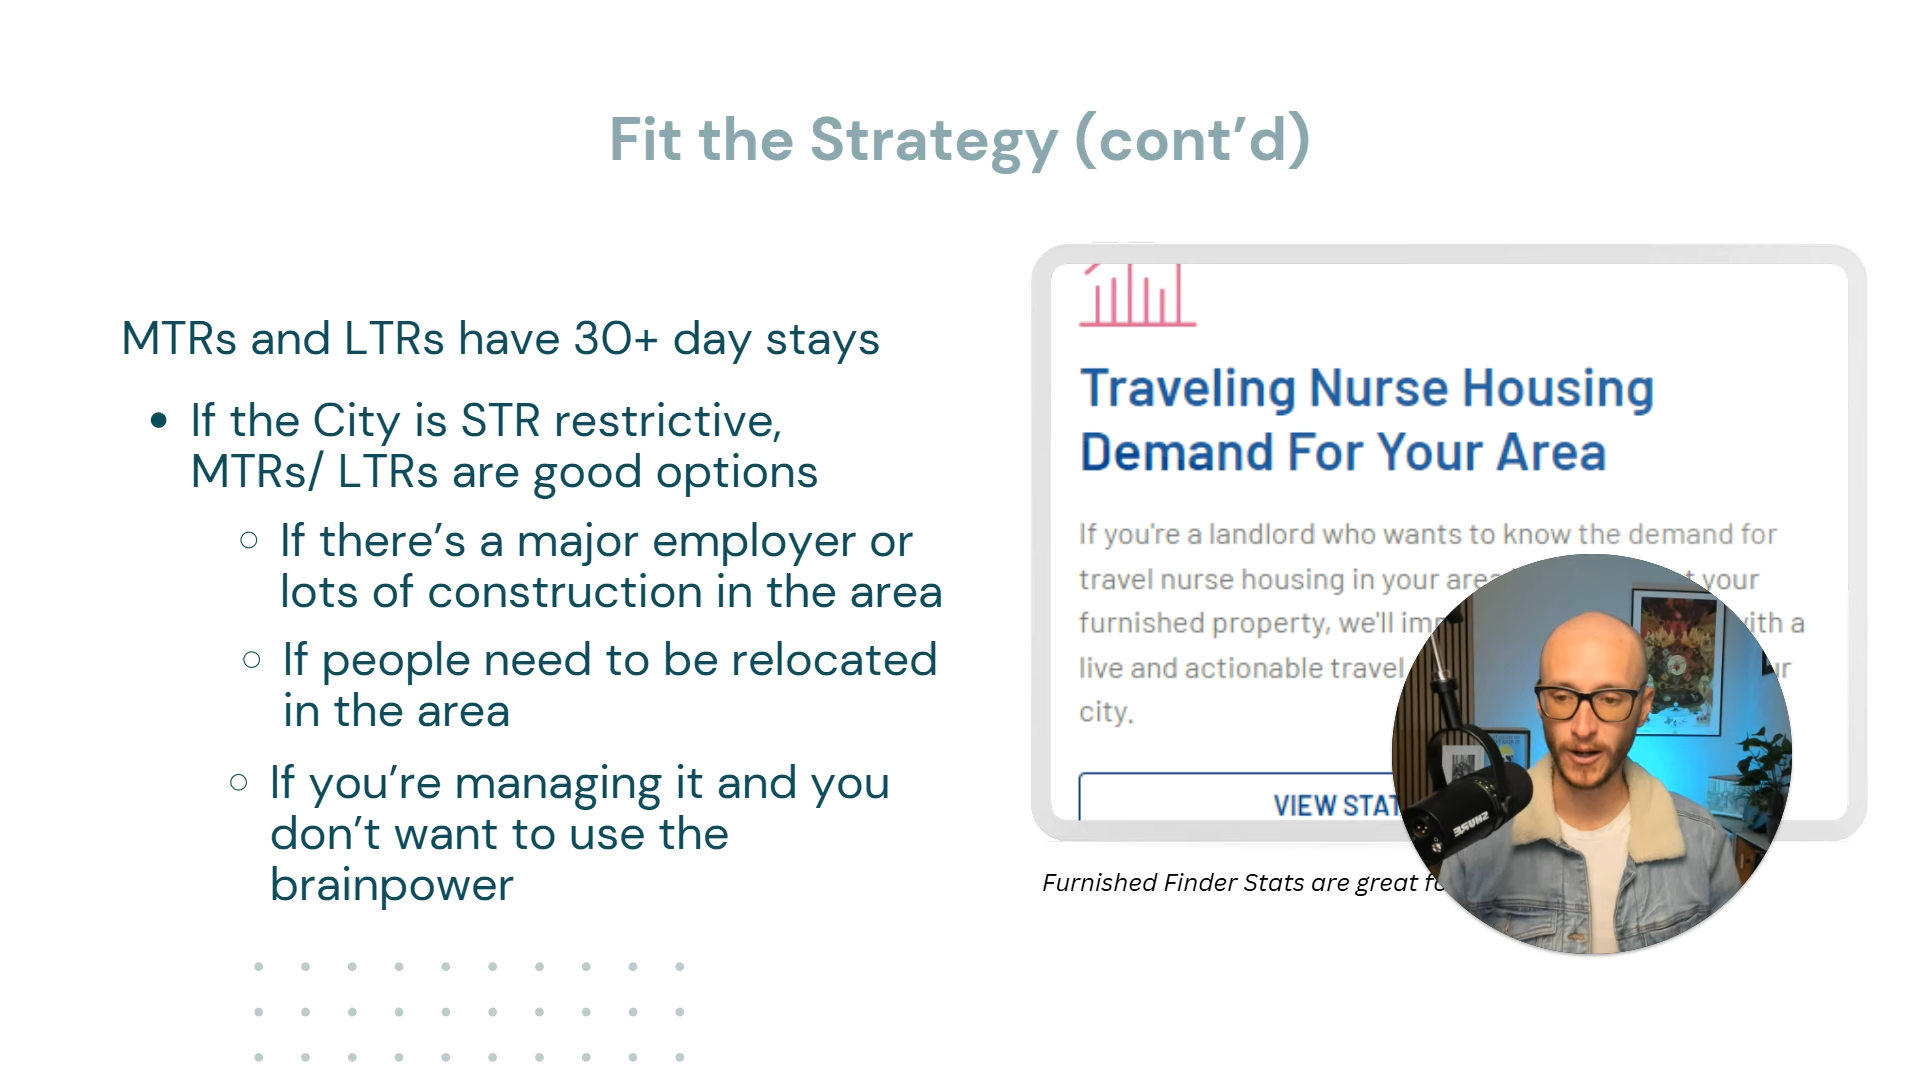 Fit the Strategy (cont’d)
MTRs and LTRs have 30+ day stays
If the City is STR restrictive,
MTRs/ LTRs are good options
If there’s a major employer or
lots of construction in the area
If people need to be relocated
in the area
If you’re managing it and you
don’t want to use the
brainpower
Traveling Nurse Housing
Demand For Your Area
If you're a landlord who wants to know the demand for
travel nurse housing in your area your
furnished property, we'll with a
live and actionable travel
city.
VIEW
Furnished Finder Stats are great
SHURE